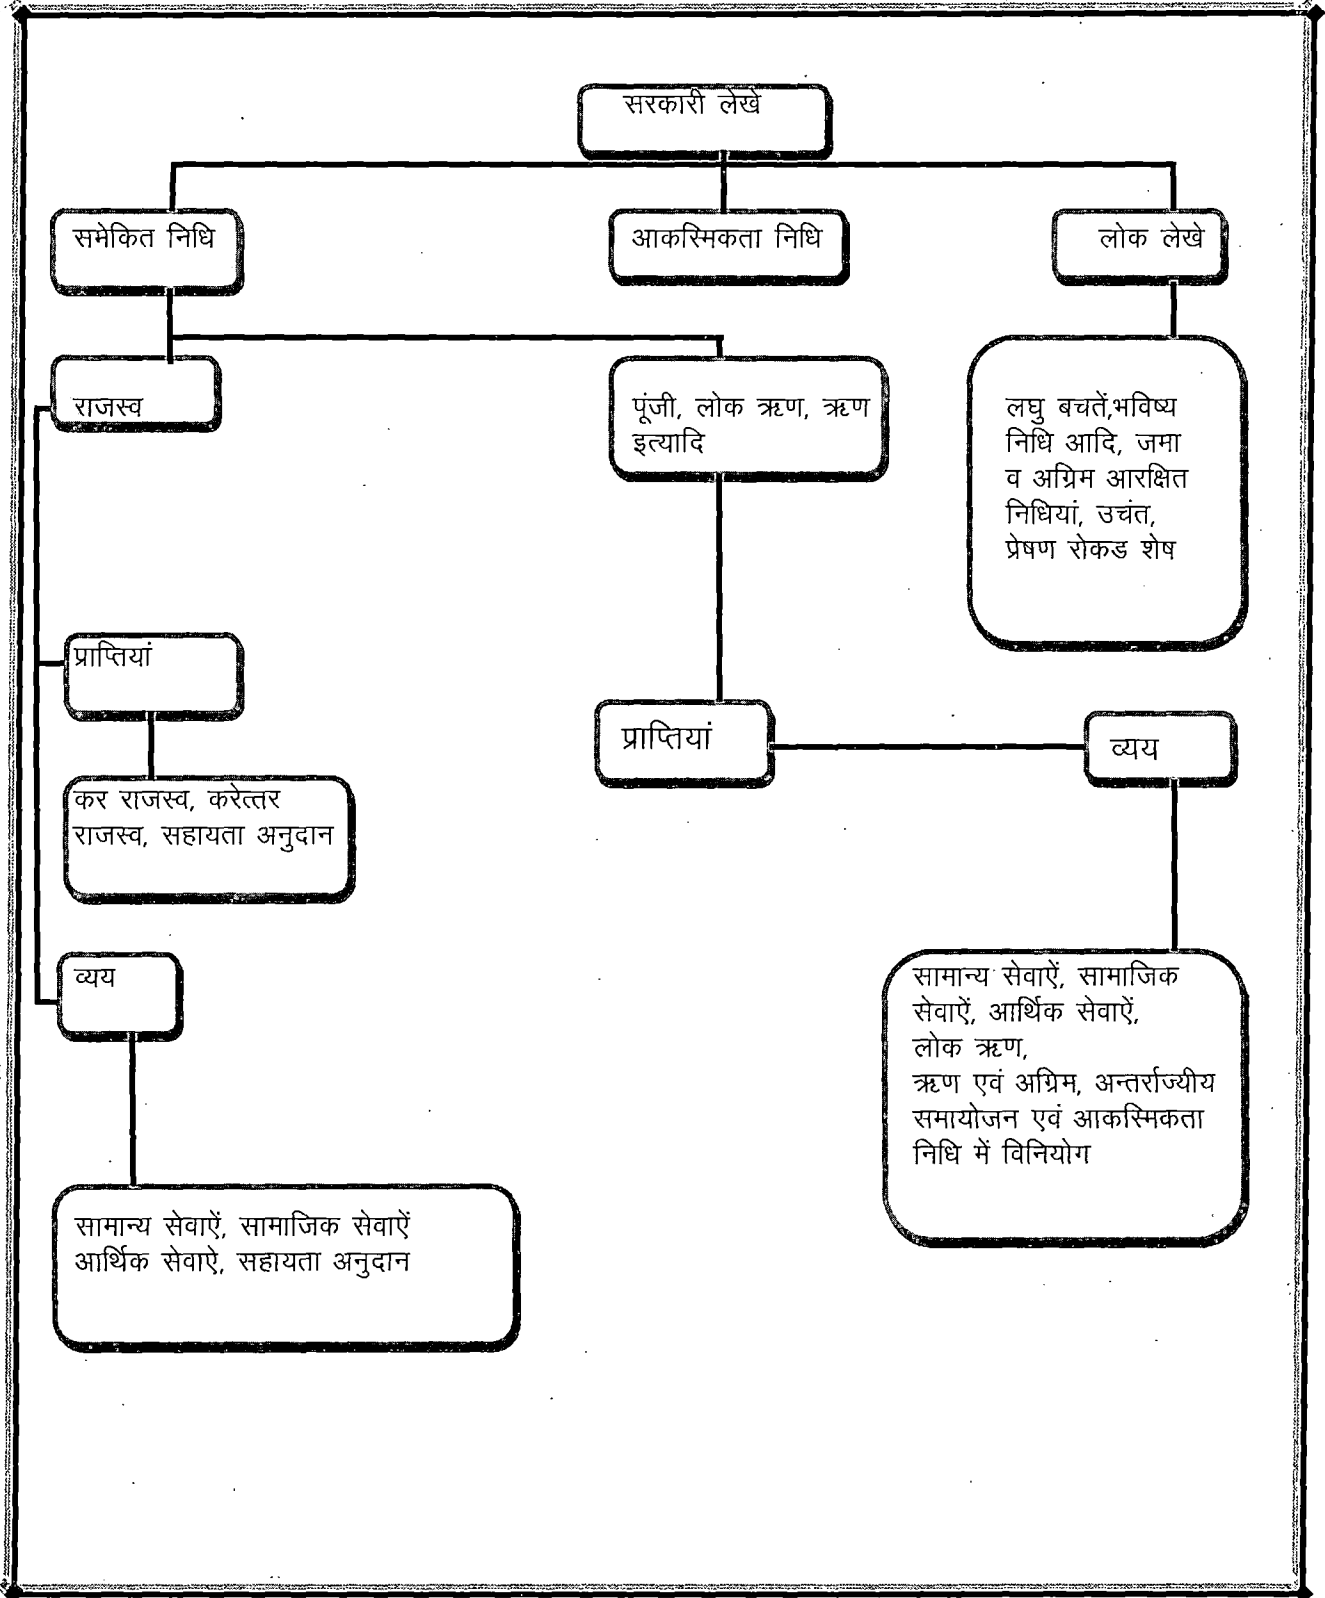 सरकारी लेखे
समेकित निधि
आकस्मिकता निधि
लोक लेखे
राजस्व
पूंजी, लोक ऋण, ऋण
इत्यादि
लघु बचतें,भविष्य
निधि आदि, जमा
व अग्रिम आरक्षित
निधियां, उचंत,
प्रेषण रोकड शेष
प्राप्तियां
कर राजस्व, करेत्तर
राजस्व, सहायता अनुदान
प्राप्तियां
व्यय
व्यय
सामान्य सेवाऐं, सामाजिक
सेवाऐं, आर्थिक सेवाऐं,
लोक ऋण,
ऋण एवं अग्रिम, अन्तर्राज्यीय
समायोजन एवं आकस्मिकता
निधि में विनियोग
सामान्य सेवाऐं, सामाजिक सेवाऐं
आर्थिक सेवाऐ, सहायता अनुदान